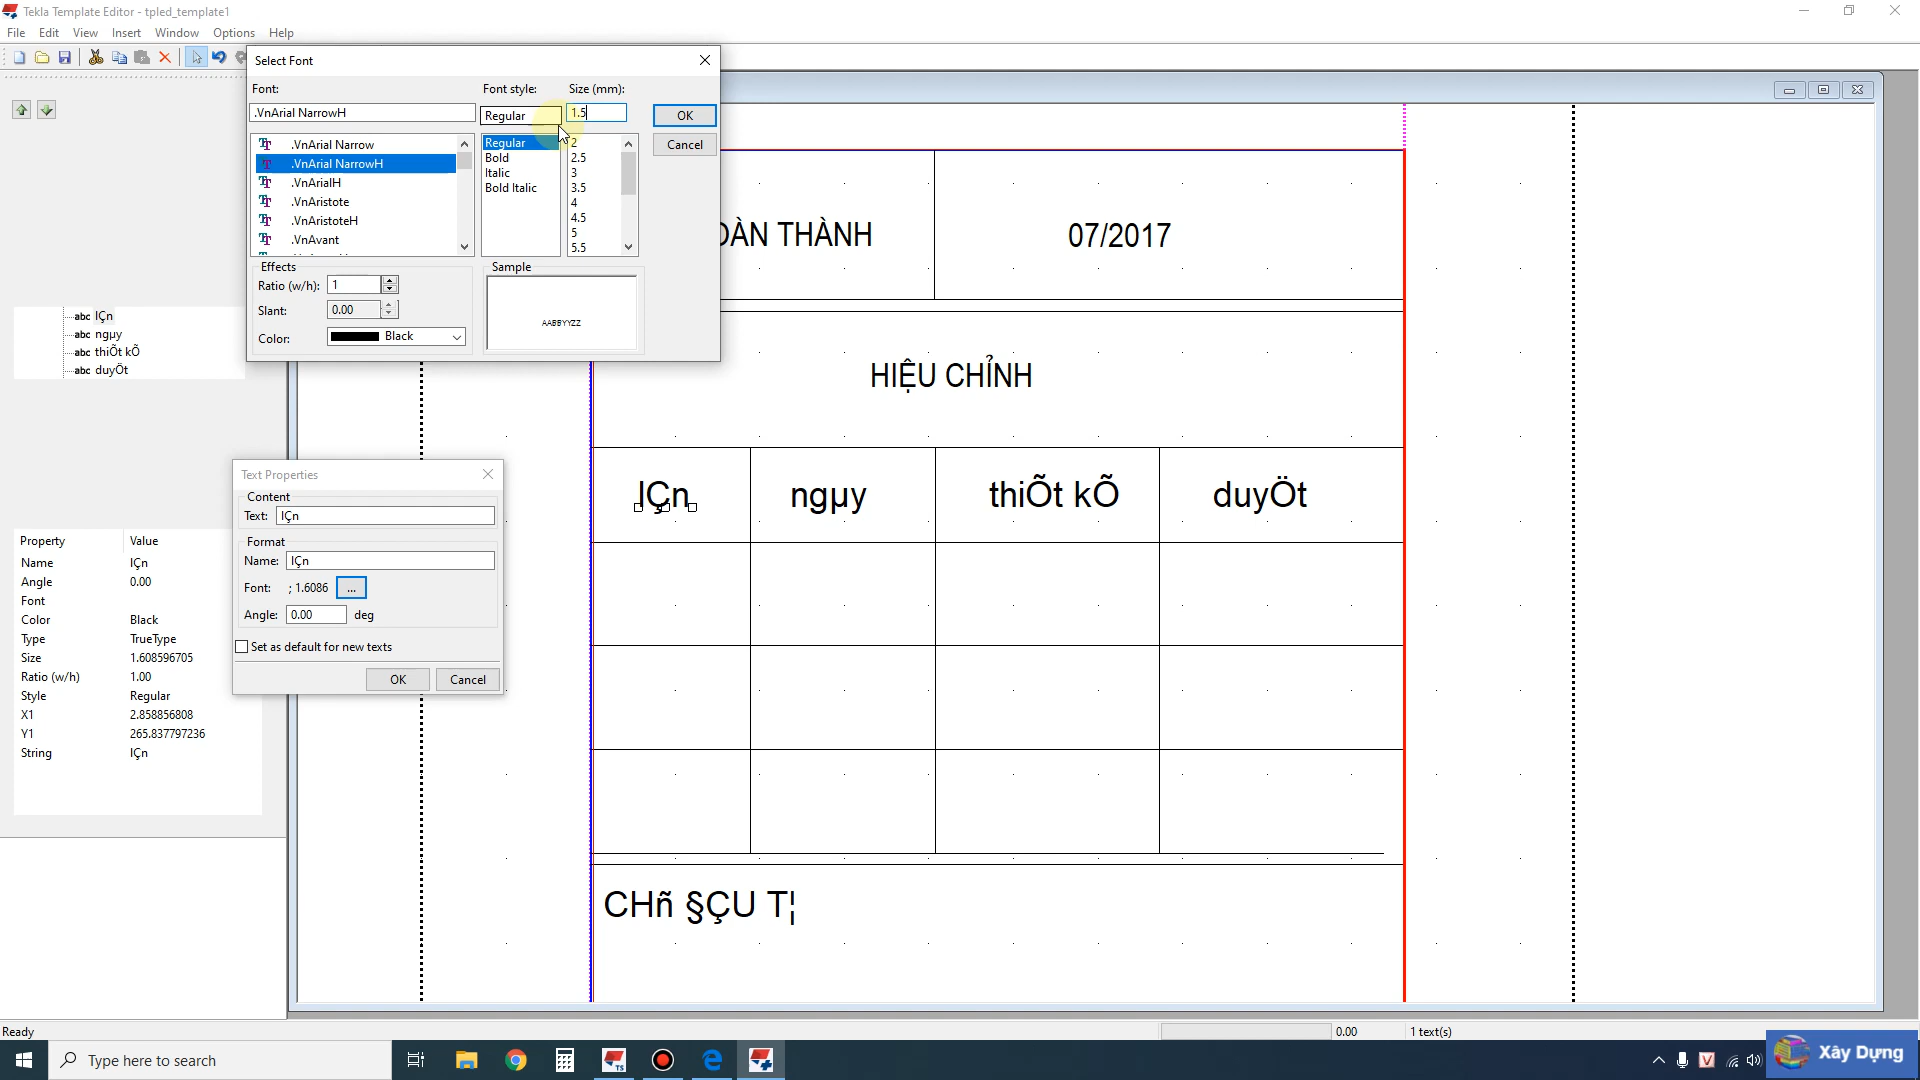 Tekla Template Editor - tpled_template1
File Edit View Insert Window Options Help
Select Font
Font: Font style: Size (mm):
.VnArial NarrowH Regular 1.5 OK
.VnArial Narrow Regular 2 Cancel
.VnArial NarrowH Bold 2.5
.VnArialH Italic 3
.VnAristote Bold Italic 3.5
.VnAristoteH 4
.VnAvant 4.5
5
5.5
Effects Sample
Ratio (w/h): 1
Slant: 0.00
Color: Black
AABBYYZZ
abc lÇn
abc ngµy
abc thiÕt kÕ
abc duyÖt
Text Properties
Content
Text: lÇn
Format
Name: lÇn
Font: ; 1.6086 ...
Angle: 0.00 deg
Set as default for new texts
OK Cancel
Property Value
Name lÇn
Angle 0.00
Font
Color Black
Type TrueType
Size 1.608596705
Ratio (w/h) 1.00
Style Regular
X1 2.858856808
Y1 265.837797236
String lÇn
OÀN THÀNH 07/2017
HIỆU CHỈNH
lÇn ngµy thiÕt kÕ duyÖt
CHñ §ÇU T¦
Ready 0.00 1 text(s)
Type here to search
TS
V
Xây Dựng